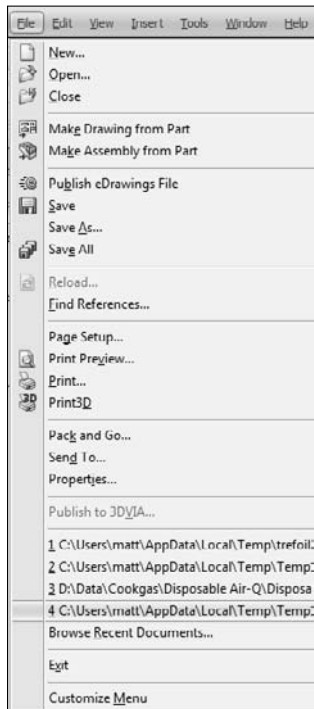 File Edit View Insert Tools Window Help
New...
Open...
Close
Make Drawing from Part
Make Assembly from Part
Publish eDrawings File
Save
Save As...
Save All
Reload...
Find References...
Page Setup...
Print Preview...
Print...
Print3D
Pack and Go...
Send To...
Properties...
Publish to 3DVIA...
1 C:\Users\matt\AppData\Local\Temp\trefoil
2 C:\Users\matt\AppData\Local\Temp\Temp1
3 D:\Data\Cookgas\Disposable Air-Q\Disposa
4 C:\Users\matt\AppData\Local\Temp\Temp1
Browse Recent Documents...
Exit
Customize Menu